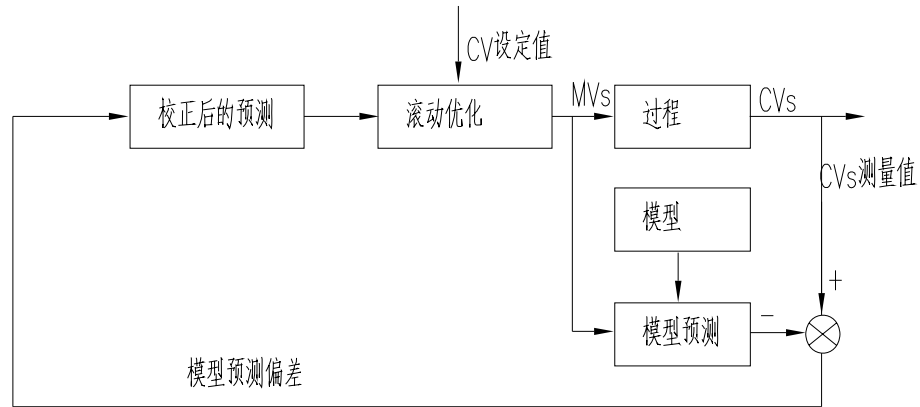 CV设定值
校正后的预测
滚动优化
MVs
过程
CVs
CVs测量值
模型
+
模型预测
-
模型预测偏差